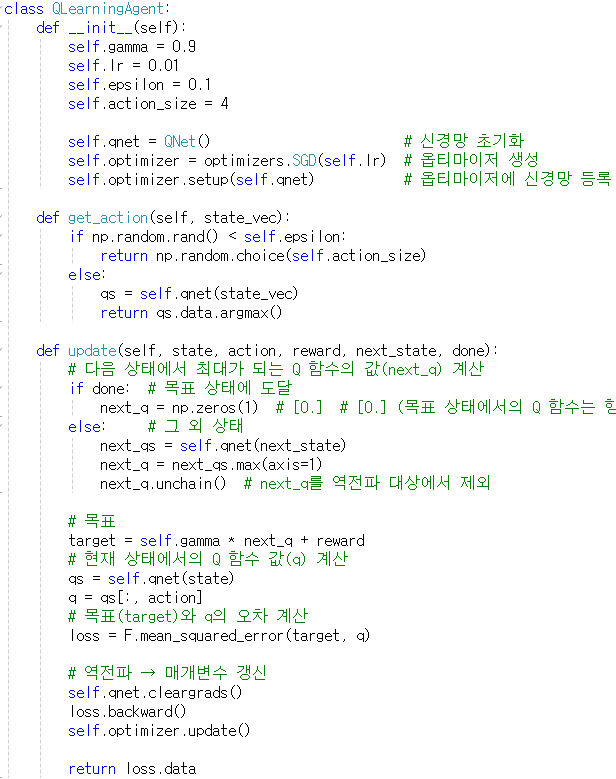 class QLearningAgent:
    def __init__(self):
        self.gamma = 0.9
        self.lr = 0.01
        self.epsilon = 0.1
        self.action_size = 4

        self.qnet = QNet()                        # 신경망 초기화
        self.optimizer = optimizers.SGD(self.lr)  # 옵티마이저 생성
        self.optimizer.setup(self.qnet)           # 옵티마이저에 신경망 등록

    def get_action(self, state_vec):
        if np.random.rand() < self.epsilon:
            return np.random.choice(self.action_size)
        else:
            qs = self.qnet(state_vec)
            return qs.data.argmax()

    def update(self, state, action, reward, next_state, done):
        # 다음 상태에서 최대가 되는 Q 함수의 값(next_q) 계산
        if done:  # 목표 상태에 도달
            next_q = np.zeros(1)  # [0.]  # [0.] (목표 상태에서의 Q 함수는 
        else:     # 그 외 상태
            next_qs = self.qnet(next_state)
            next_q = next_qs.max(axis=1)
            next_q.unchain()  # next_q를 역전파 대상에서 제외

        # 목표
        target = self.gamma * next_q + reward
        # 현재 상태에서의 Q 함수 값(q) 계산
        qs = self.qnet(state)
        q = qs[:, action]
        # 목표(target)와 q의 오차 계산
        loss = F.mean_squared_error(target, q)

        # 역전파 → 매개변수 갱신
        self.qnet.cleargrads()
        loss.backward()
        self.optimizer.update()

        return loss.data